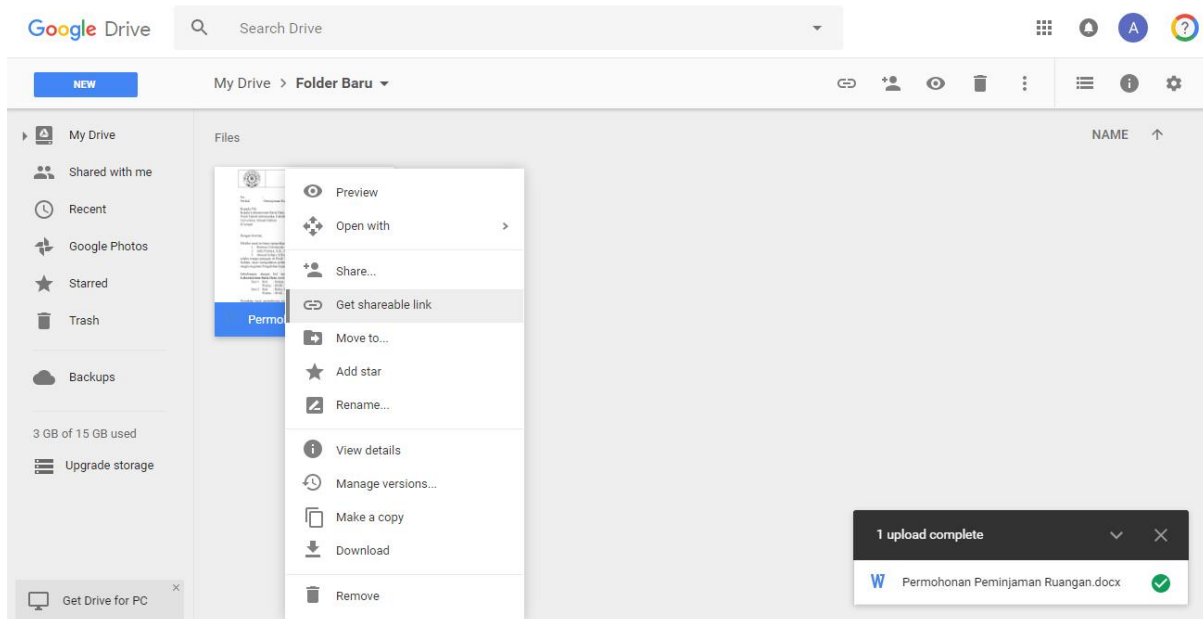 Google Drive
Search Drive
A
?
NEW
My Drive > Folder Baru
My Drive
Shared with me
Recent
Google Photos
Starred
Trash
Backups
3 GB of 15 GB used
Upgrade storage
Get Drive for PC
Files
NAME
Permo
Preview
Open with
Share...
Get shareable link
Move to...
Add star
Rename...
View details
Manage versions...
Make a copy
Download
Remove
1 upload complete
W Permohonan Peminjaman Ruangan.docx